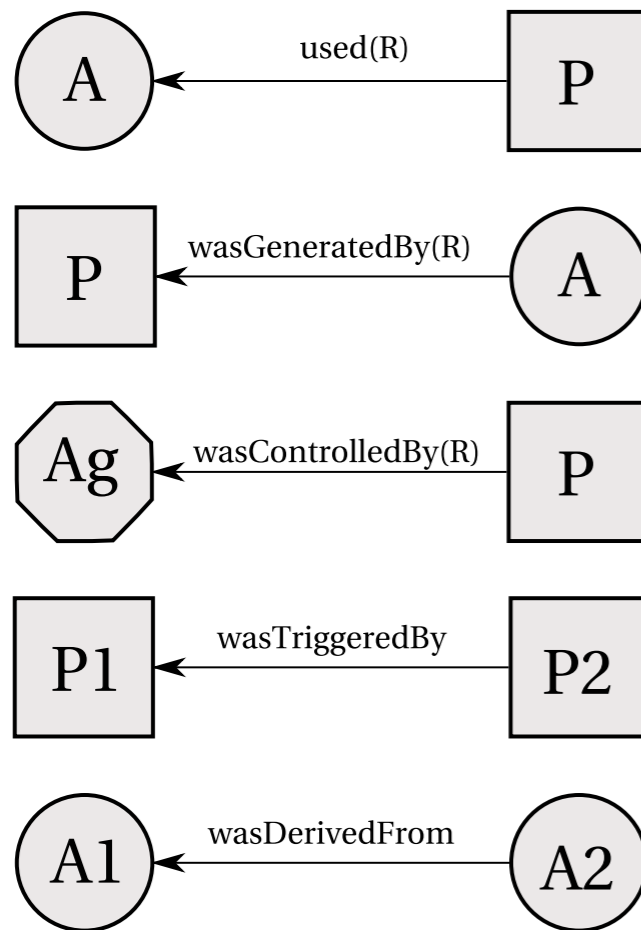 A used(R) P
P wasGeneratedBy(R) A
Ag wasControlledBy(R) P
P1 wasTriggeredBy P2
A1 wasDerivedFrom A2